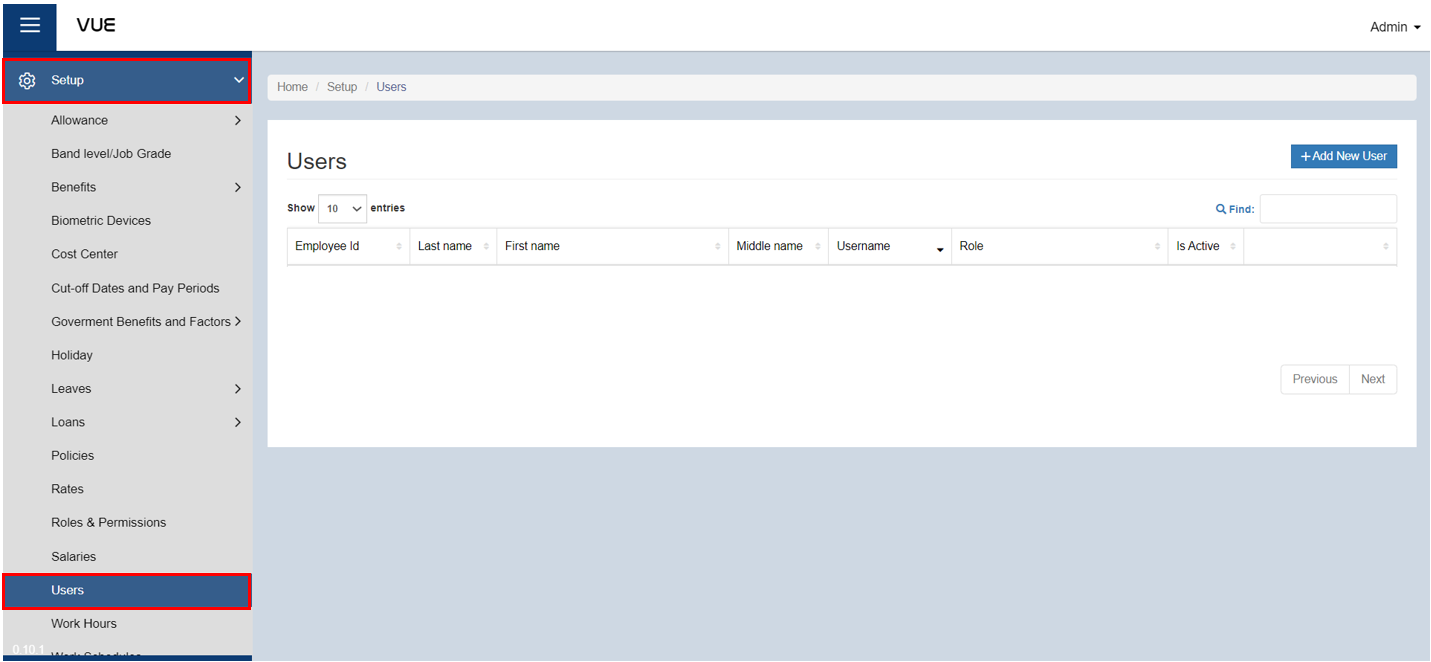 VUE
Admin
Setup
Allowance
Band level/Job Grade
Benefits
Biometric Devices
Cost Center
Cut-off Dates and Pay Periods
Goverment Benefits and Factors
Holiday
Leaves
Loans
Policies
Rates
Roles & Permissions
Salaries
Users
Work Hours
0.10.1
Work Schedules
Home / Setup / Users
Users
+ Add New User
Show 10 entries
Find:
Employee Id Last name First name Middle name Username Role Is Active
Previous Next